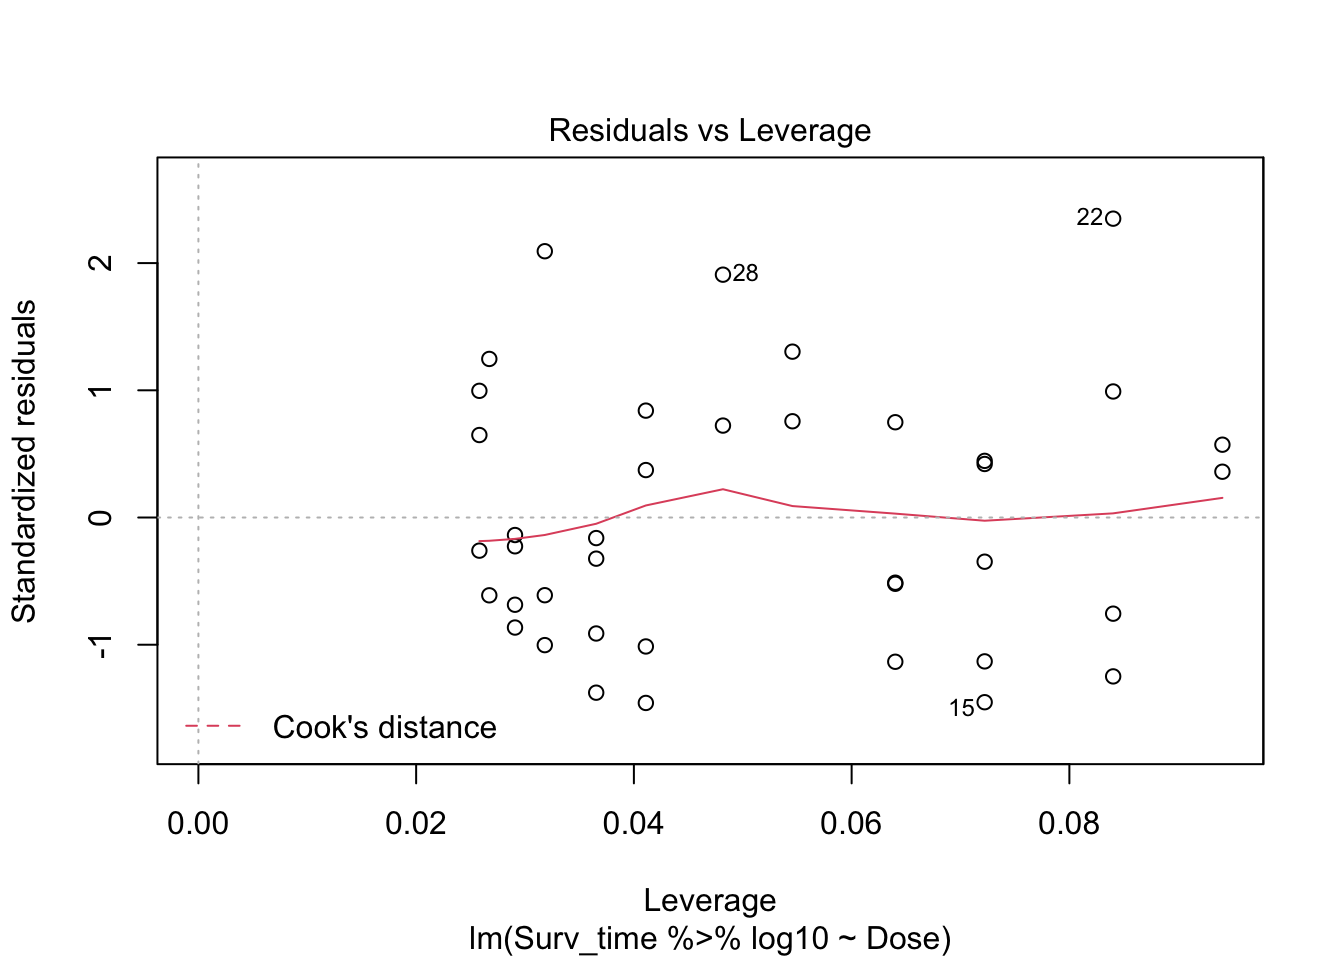 Residuals vs Leverage
Standardized residuals
2
1
0
-1
22
28
15
Cook's distance
0.00 0.02 0.04 0.06 0.08
Leverage
lm(Surv_time %>% log10 ~ Dose)